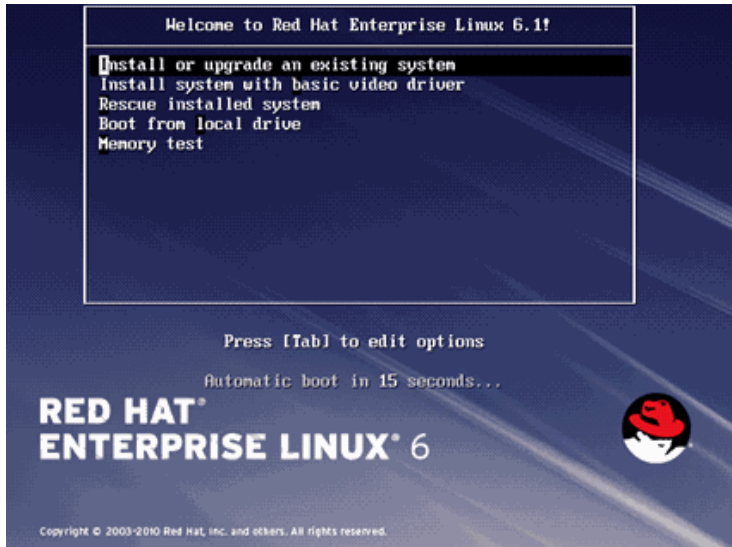 Welcome to Red Hat Enterprise Linux 6.1!
Install or upgrade an existing system
Install system with basic video driver
Rescue installed system
Boot from local drive
Memory test
Press [Tab] to edit options
Automatic boot in 15 seconds...
RED HAT®
ENTERPRISE LINUX® 6
Copyright © 2003-2010 Red Hat, Inc. and others. All rights reserved.